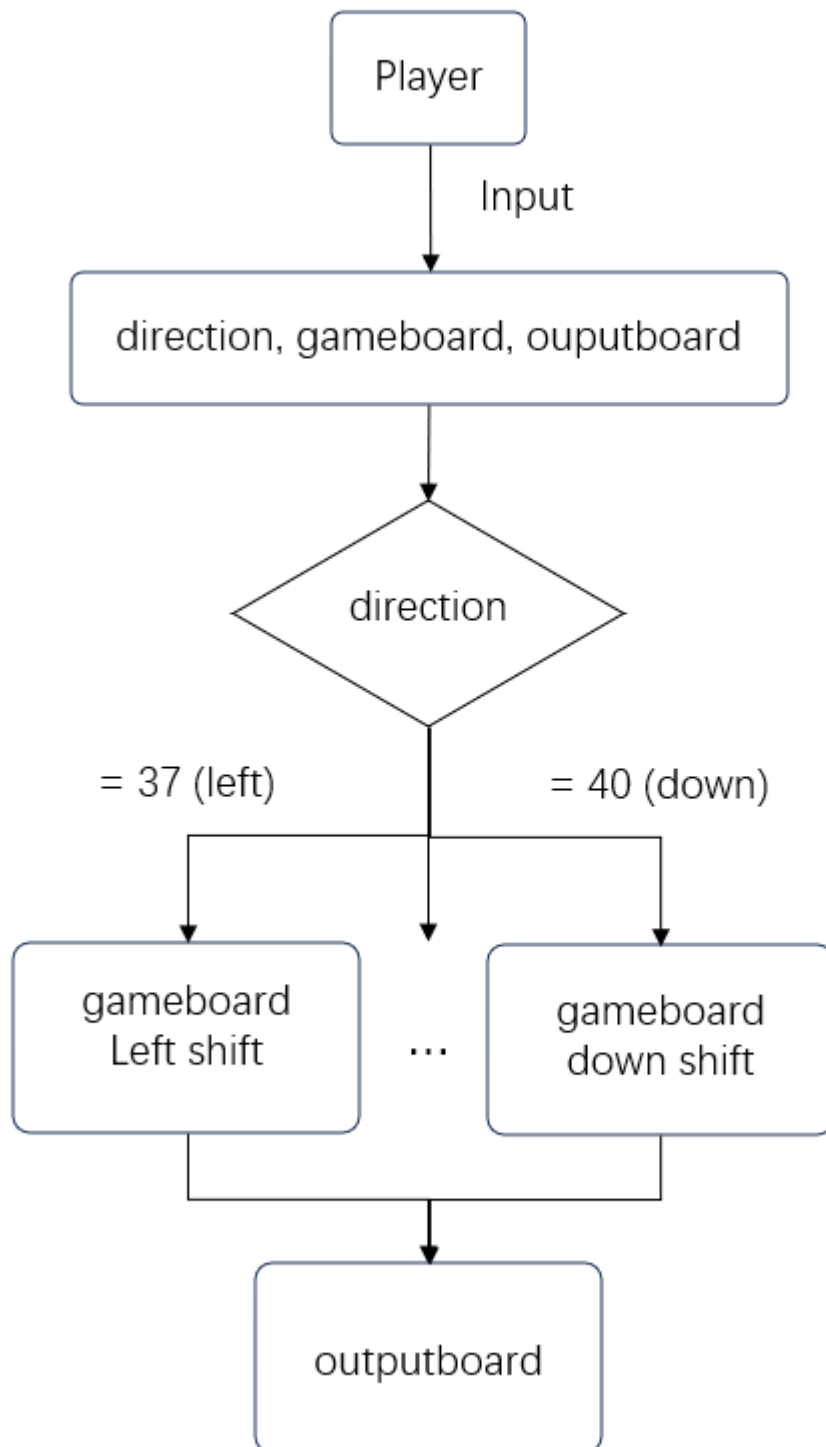 Player
Input
direction, gameboard, ouputboard
direction
= 37 (left)
= 40 (down)
gameboard
Left shift
...
gameboard
down shift
outputboard